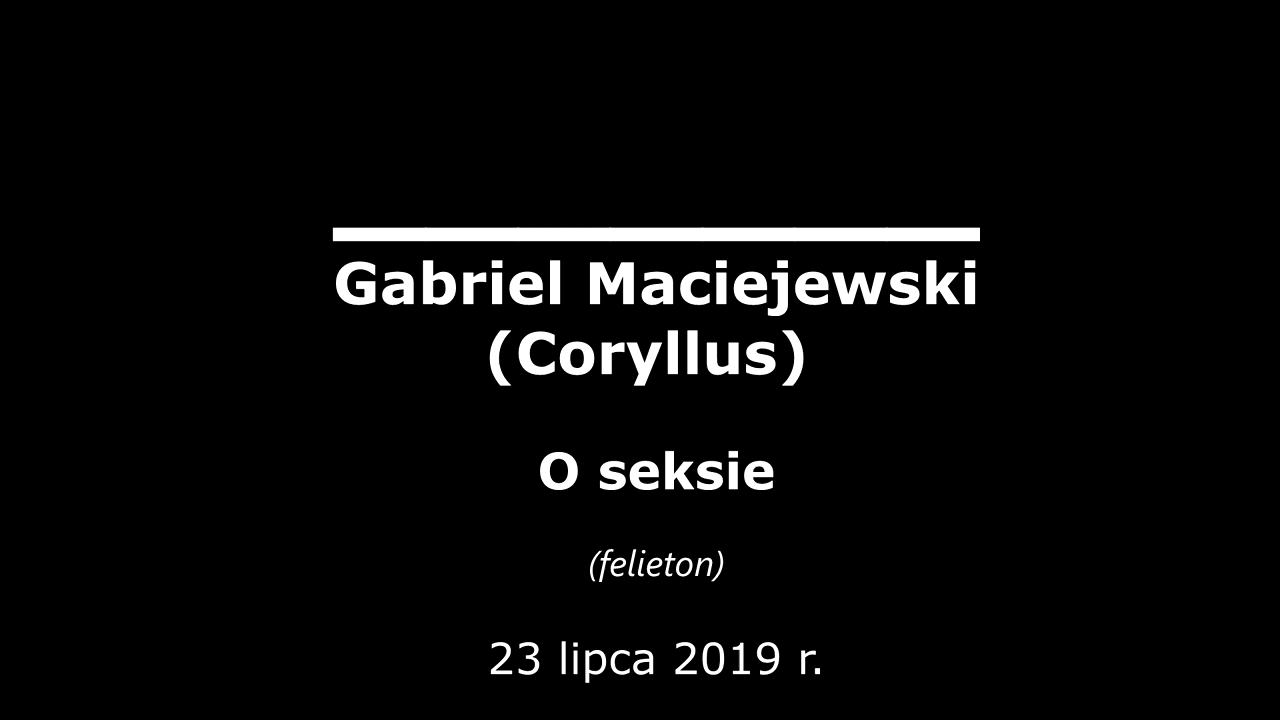 Gabriel Maciejewski
(Coryllus)
O seksie
(felieton)
23 lipca 2019 r.